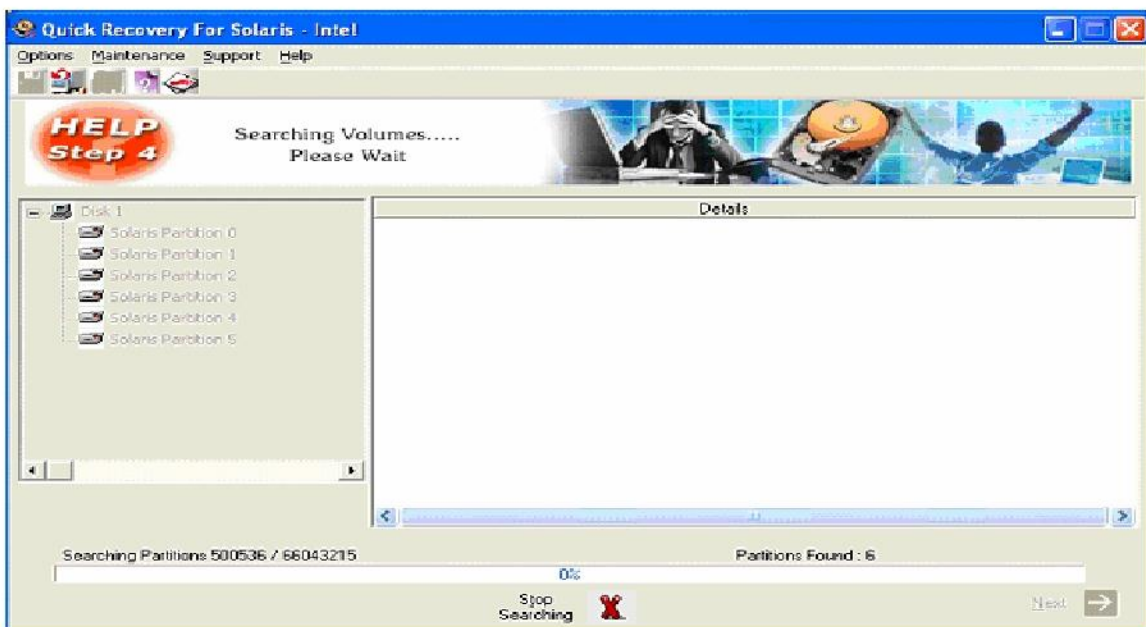 Quick Recovery For Solaris - Intel
Options Maintenance Support Help
HELP
Step 4
Searching Volumes.....
Please Wait
Disk 1
Solaris Partition 0
Solaris Partition 1
Solaris Partition 2
Solaris Partition 3
Solaris Partition 4
Solaris Partition 5
Details
Searching Partitions 500536 / 66043215
Partitions Found : 6
0%
Stop
Searching
Next